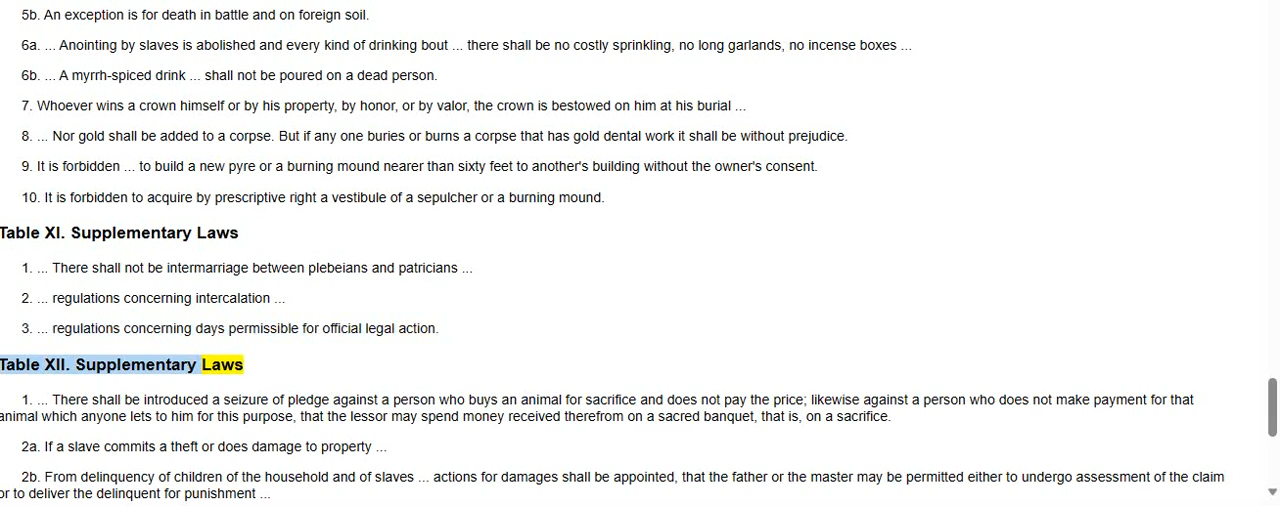 5b. An exception is for death in battle and on foreign soil.
6a. ... Anointing by slaves is abolished and every kind of drinking bout ... there shall be no costly sprinkling, no long garlands, no incense boxes ...
6b. ... A myrrh-spiced drink ... shall not be poured on a dead person.
7. Whoever wins a crown himself or by his property, by honor, or by valor, the crown is bestowed on him at his burial ...
8. ... Nor gold shall be added to a corpse. But if any one buries or burns a corpse that has gold dental work it shall be without prejudice.
9. It is forbidden ... to build a new pyre or a burning mound nearer than sixty feet to another's building without the owner's consent.
10. It is forbidden to acquire by prescriptive right a vestibule of a sepulcher or a burning mound.
Table XI. Supplementary Laws
1. ... There shall not be intermarriage between plebeians and patricians ...
2. ... regulations concerning intercalation ...
3. ... regulations concerning days permissible for official legal action.
Table XII. Supplementary Laws
1. ... There shall be introduced a seizure of pledge against a person who buys an animal for sacrifice and does not pay the price; likewise against a person who does not make payment for that
animal which anyone lets to him for this purpose, that the lessor may spend money received therefrom on a sacred banquet, that is, on a sacrifice.
2a. If a slave commits a theft or does damage to property ...
2b. From delinquency of children of the household and of slaves ... actions for damages shall be appointed, that the father or the master may be permitted either to undergo assessment of the claim
or to deliver the delinquent for punishment ...